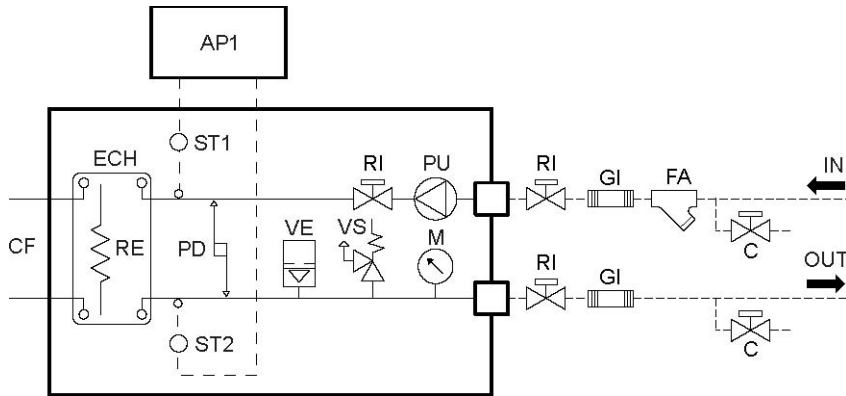 AP1
ST1
ECH
RI
PU
RI
GI
FA
IN
CF
RE
PD
VE
VS
M
C
OUT
RI
GI
ST2
C